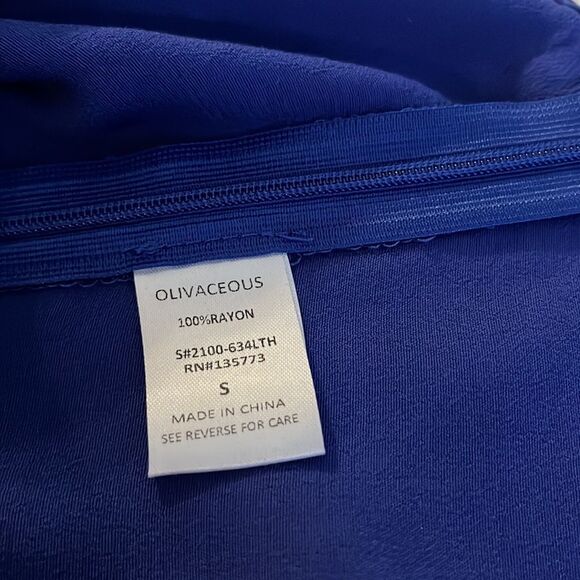 OLIVACEOUS
100%RAYON
S#2100-634LTH
RN#135773
S
MADE IN CHINA
SEE REVERSE FOR CARE